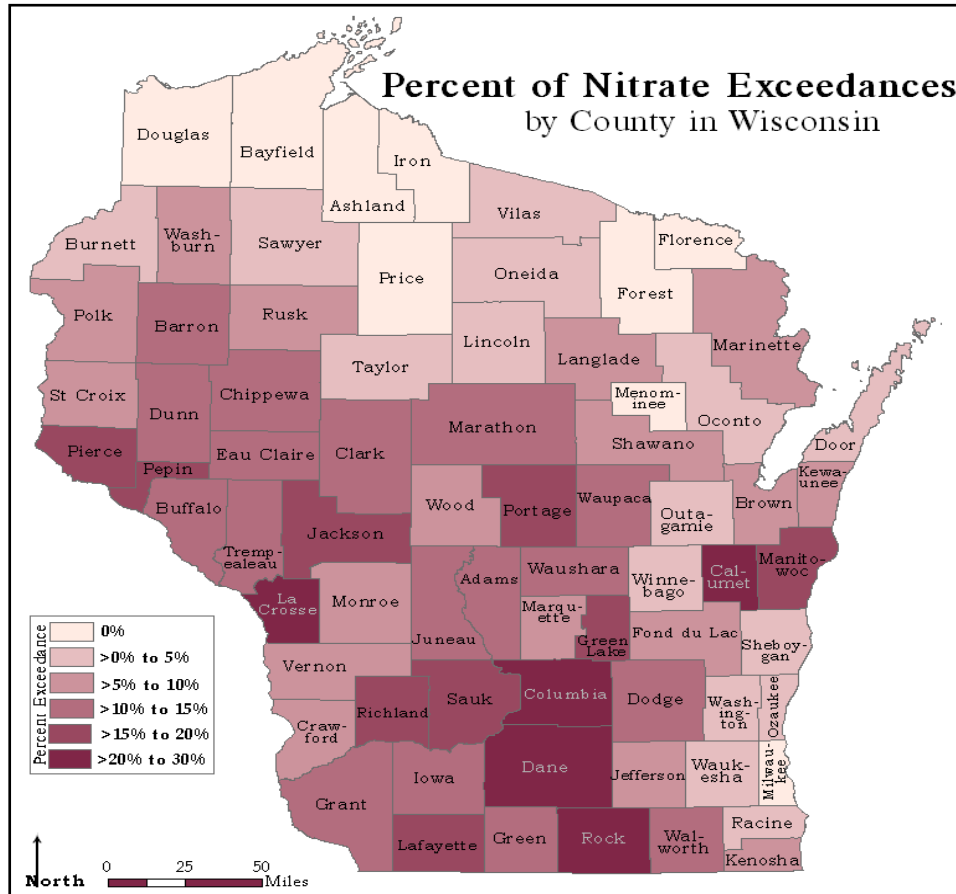 Percent of Nitrate Exceedances
by County in Wisconsin
Douglas
Bayfield
Iron
Ashland
Vilas
Florence
Burnett
Wash-
burn
Sawyer
Price
Oneida
Forest
Polk
Barron
Rusk
Lincoln
Langlade
Marinette
Taylor
St Croix
Dunn
Chippewa
Menom-
inee
Oconto
Marathon
Shawano
Door
Pierce
Pepin
Eau Claire
Clark
Kewa-
unee
Buffalo
Wood
Portage
Waupaca
Outa-
gamie
Brown
Tremp-
ealeau
Jackson
Adams
Waushara
Winne-
bago
Cal-
umet
Manito-
woc
La
Crosse
Monroe
Juneau
Marqu-
ette
Green
Lake
Fond du Lac
Sheboy-
gan
Vernon
Richland
Sauk
Columbia
Dodge
Wash-
ington
Ozaukee
Craw-
ford
Dane
Jefferson
Wauk-
esha
Milwau-
kee
Grant
Iowa
Lafayette
Green
Rock
Wal-
worth
Racine
Kenosha
Percent Exceedance
0%
>0% to 5%
>5% to 10%
>10% to 15%
>15% to 20%
>20% to 30%
North
0 25 50
Miles